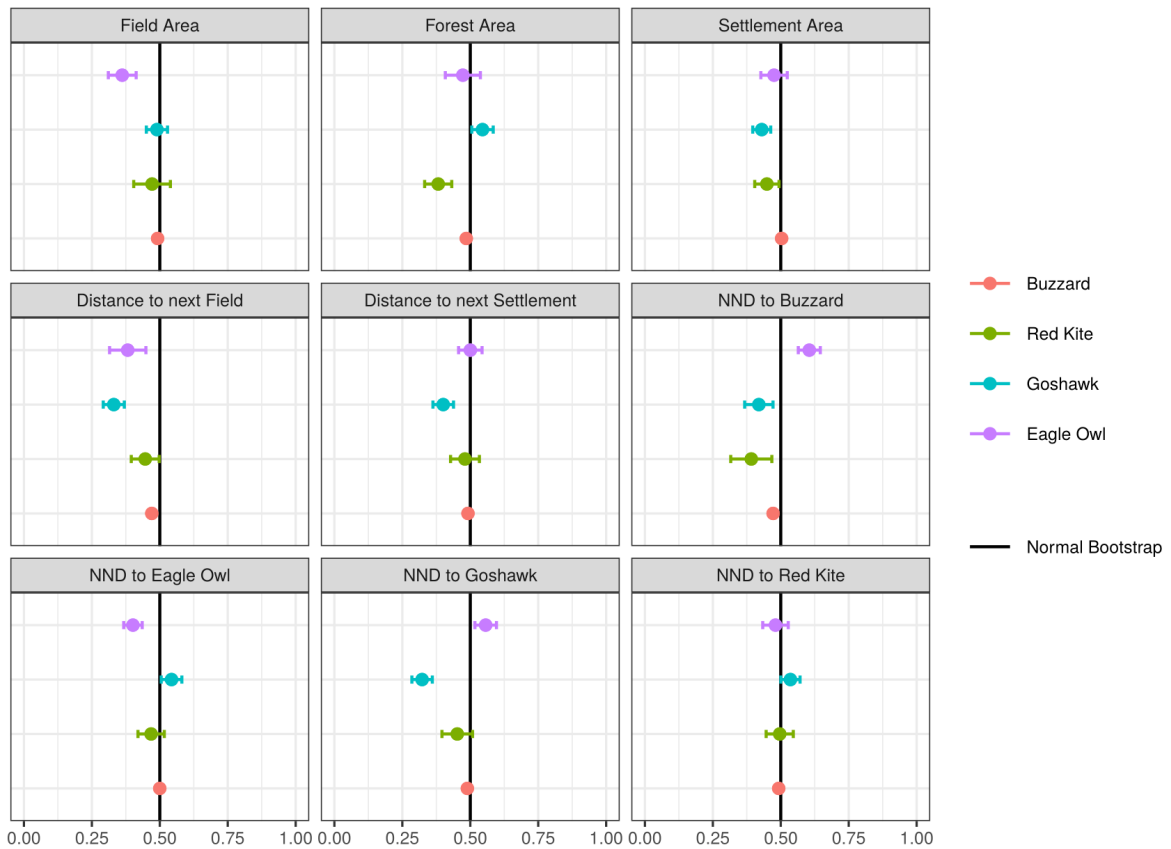 Field Area
Forest Area
Settlement Area
Distance to next Field
Distance to next Settlement
NND to Buzzard
NND to Eagle Owl
NND to Goshawk
NND to Red Kite
0.00 0.25 0.50 0.75 1.00
0.00 0.25 0.50 0.75 1.00
0.00 0.25 0.50 0.75 1.00
Buzzard
Red Kite
Goshawk
Eagle Owl
Normal Bootstrap